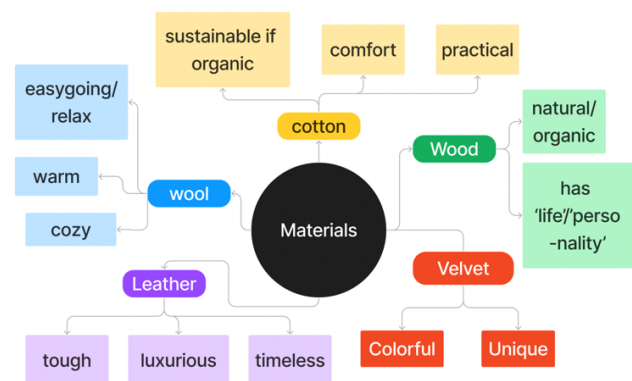 sustainable if
organic
comfort
practical
easygoing/
relax
cotton
natural/
organic
Wood
warm
wool
has
‘life’/’perso
-nality’
cozy
Materials
Velvet
Leather
Colorful
Unique
tough
luxurious
timeless